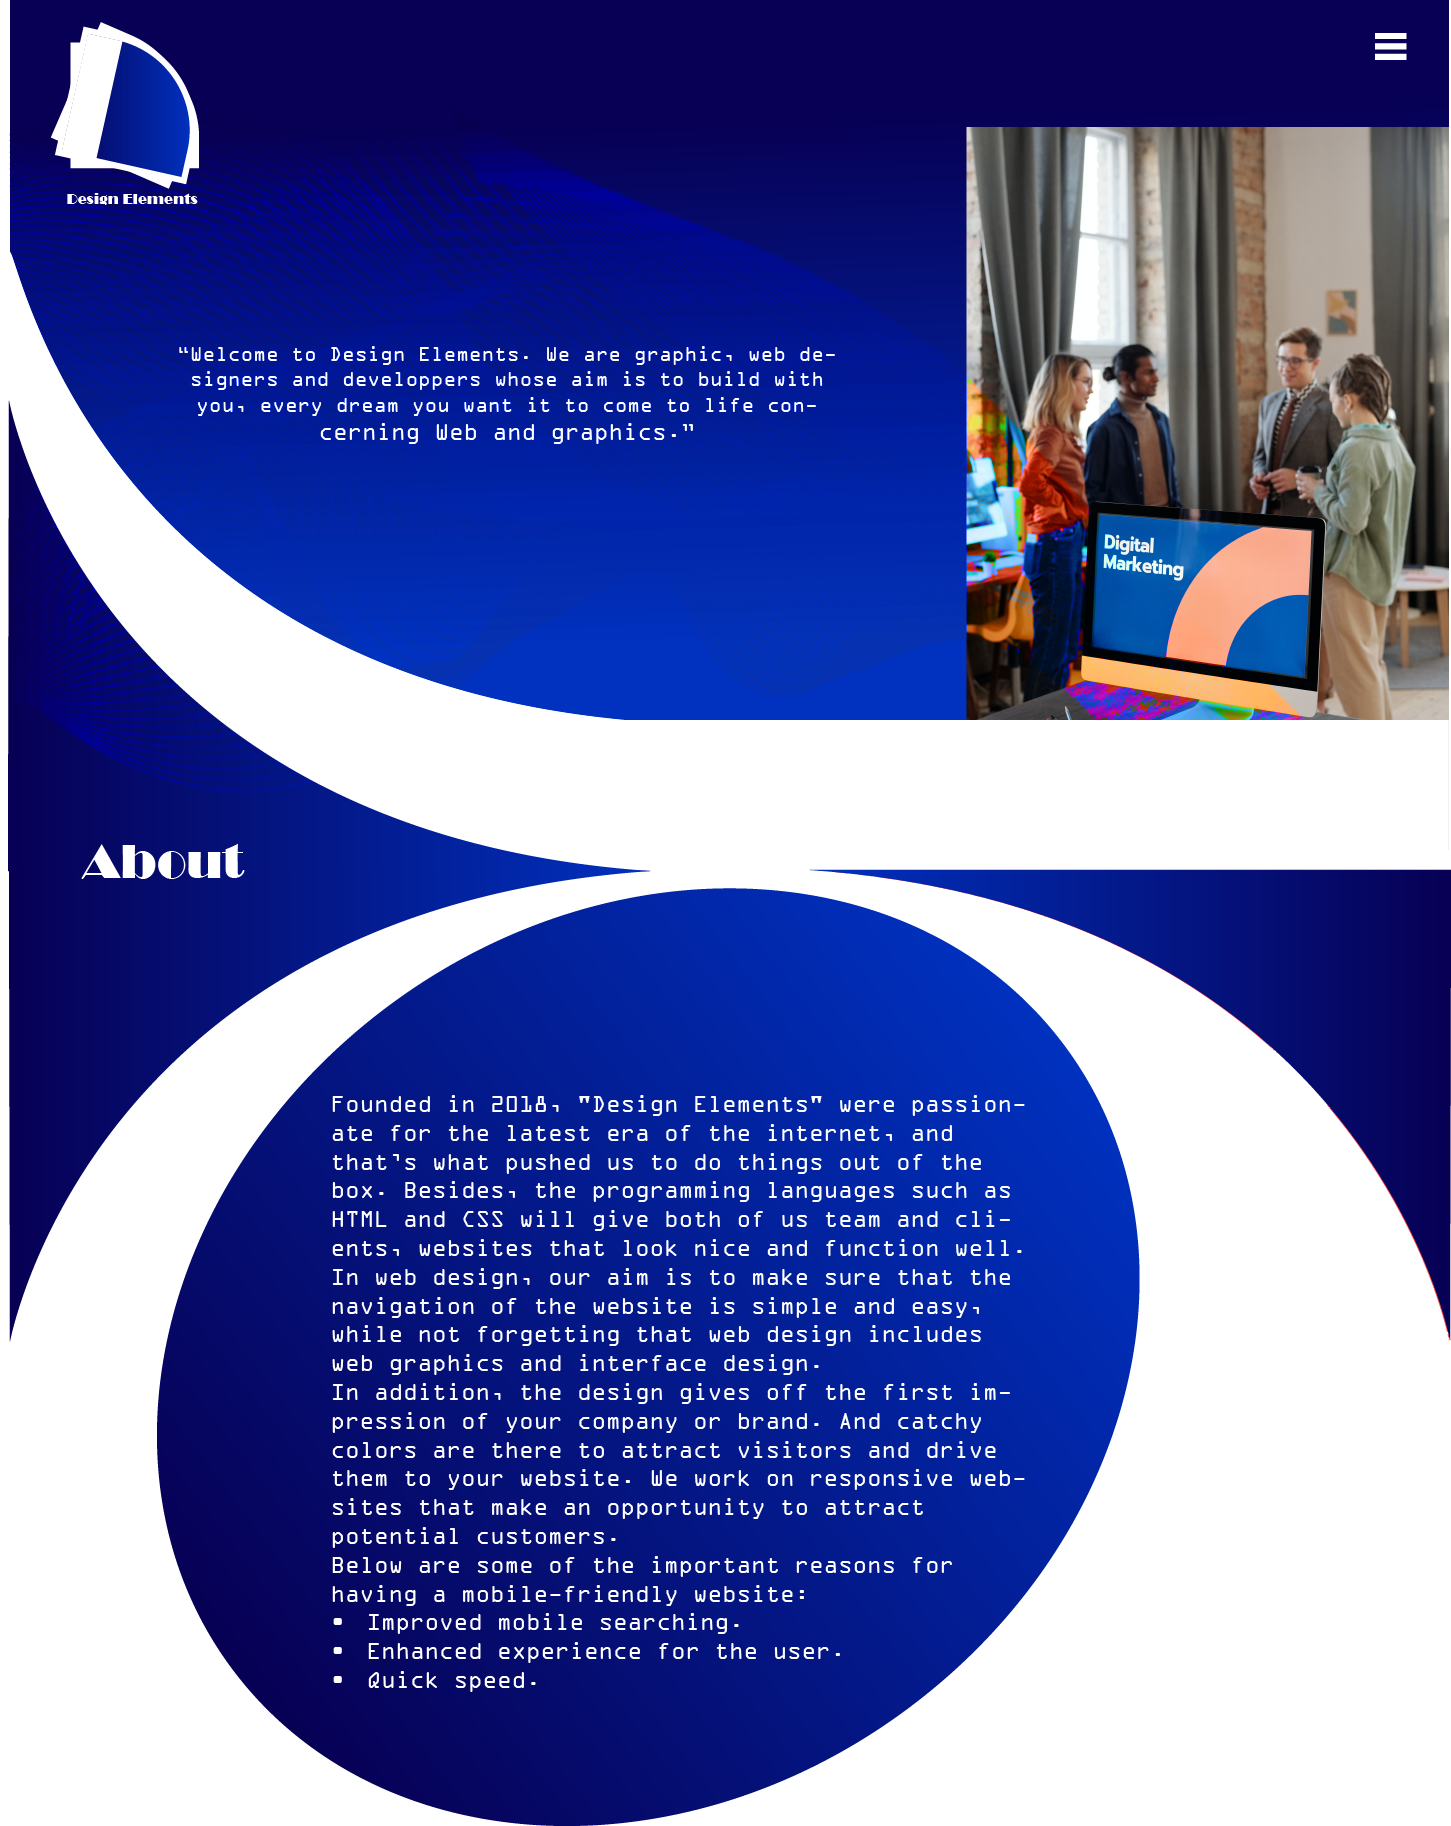 Design Elements
“Welcome to Design Elements. We are graphic, web de-
signers and developpers whose aim is to build with
you, every dream you want it to come to life con-
cerning Web and graphics.”
Digital
Marketing
About
Founded in 2018, "Design Elements" were passion-
ate for the latest era of the internet, and
that's what pushed us to do things out of the
box. Besides, the programming languages such as
HTML and CSS will give both of us team and cli-
ents, websites that look nice and function well.
In web design, our aim is to make sure that the
navigation of the website is simple and easy,
while not forgetting that web design includes
web graphics and interface design.
In addition, the design gives off the first im-
pression of your company or brand. And catchy
colors are there to attract visitors and drive
them to your website. We work on responsive web-
sites that make an opportunity to attract
potential customers.
Below are some of the important reasons for
having a mobile-friendly website:
• Improved mobile searching.
• Enhanced experience for the user.
• Quick speed.